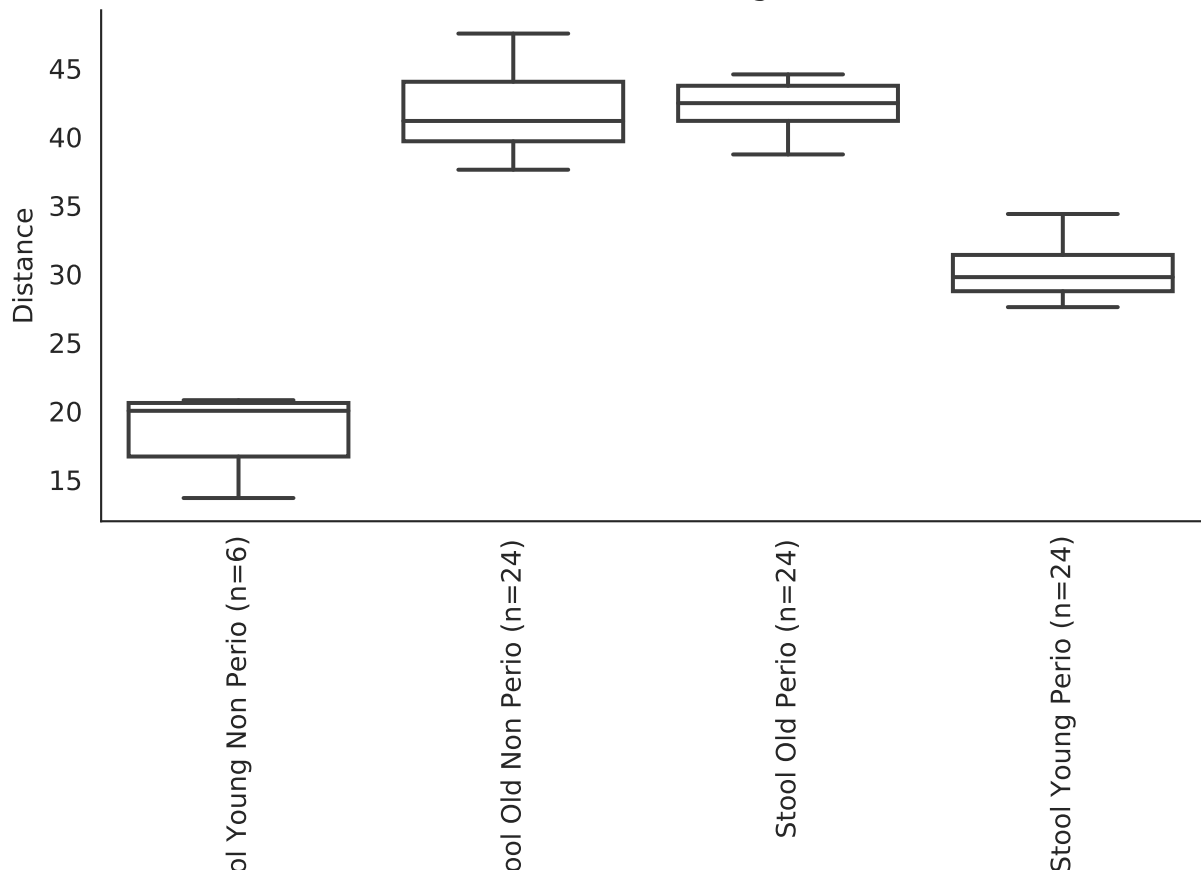 45
40
35
30
25
20
15
Distance
ol Young Non Perio (n=6)
ool Old Non Perio (n=24)
Stool Old Perio (n=24)
Stool Young Perio (n=24)